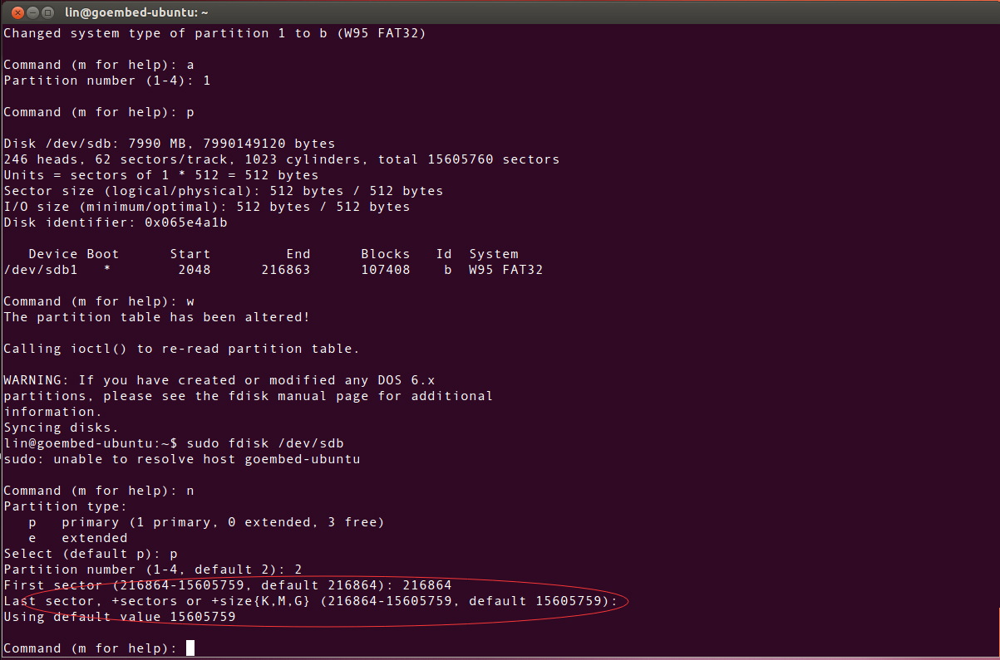 lin@goembed-ubuntu: ~
Changed system type of partition 1 to b (W95 FAT32)
Command (m for help): a
Partition number (1-4): 1
Command (m for help): p
Disk /dev/sdb: 7990 MB, 7990149120 bytes
246 heads, 62 sectors/track, 1023 cylinders, total 15605760 sectors
Units = sectors of 1 * 512 = 512 bytes
Sector size (logical/physical): 512 bytes / 512 bytes
I/O size (minimum/optimal): 512 bytes / 512 bytes
Disk identifier: 0x065e4a1b
Device Boot Start End Blocks Id System
/dev/sdb1 * 2048 216863 107408 b W95 FAT32
Command (m for help): w
The partition table has been altered!
Calling ioctl() to re-read partition table.
WARNING: If you have created or modified any DOS 6.x
partitions, please see the fdisk manual page for additional
information.
Syncing disks.
lin@goembed-ubuntu:~$ sudo fdisk /dev/sdb
sudo: unable to resolve host goembed-ubuntu
Command (m for help): n
Partition type:
p primary (1 primary, 0 extended, 3 free)
e extended
Select (default p): p
Partition number (1-4, default 2): 2
First sector (216864-15605759, default 216864): 216864
Last sector, +sectors or +size{K,M,G} (216864-15605759, default 15605759):
Using default value 15605759
Command (m for help):